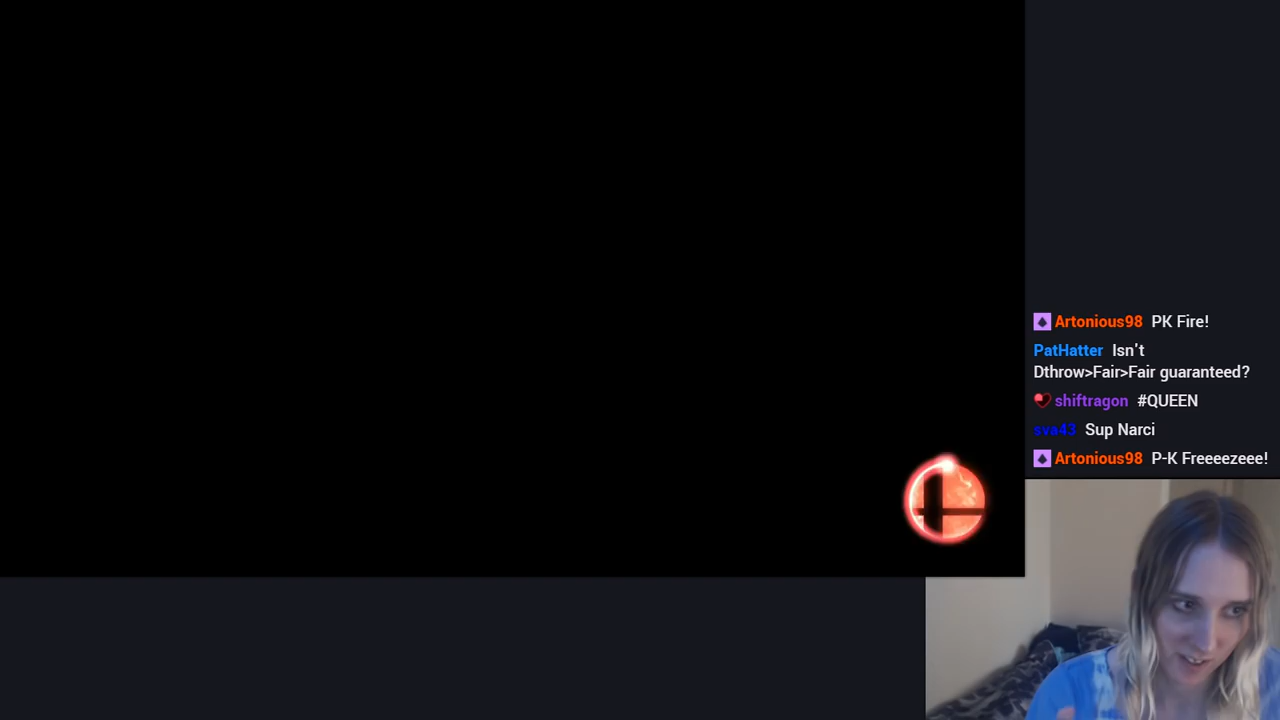 Artonious98 PK Fire!
PatHatter Isn't
Dthrow>Fair>Fair guaranteed?
shiftragon #QUEEN
sva43 Sup Narci
Artonious98 P-K Freeeezeee!